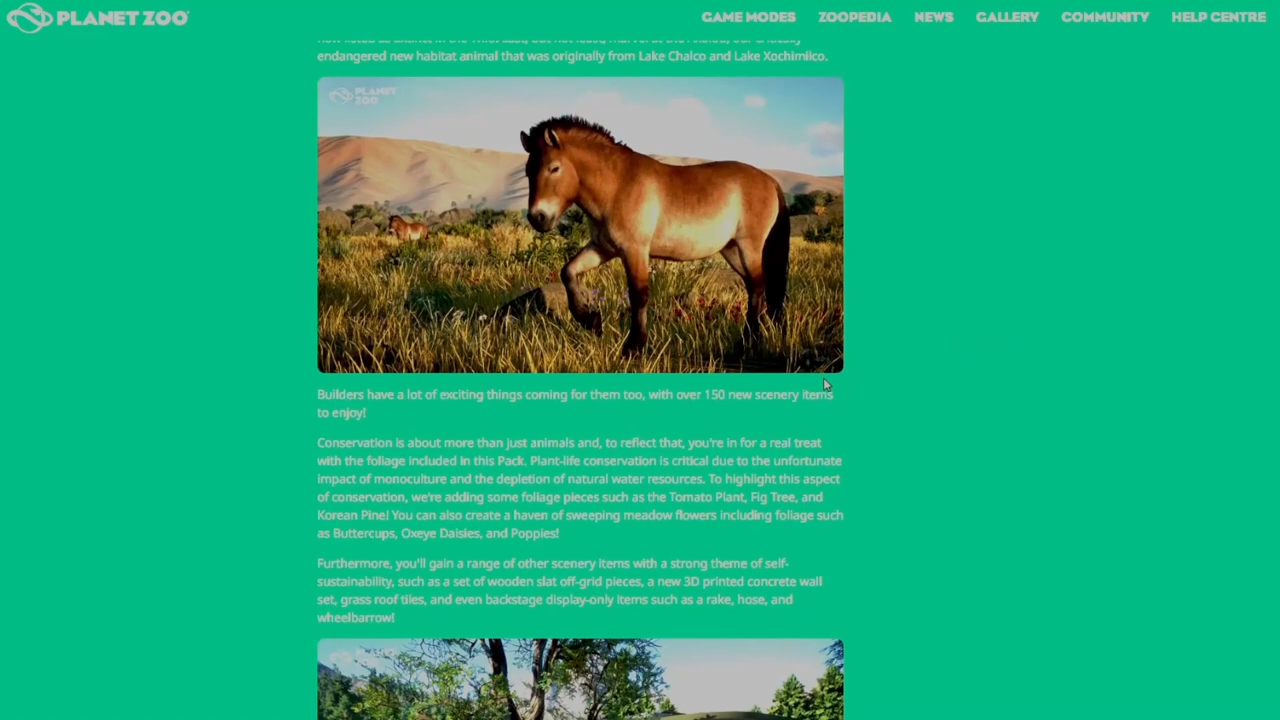 PLANET ZOO
GAME MODES ZOOPEDIA NEWS GALLERY COMMUNITY HELP CENTRE
endangered new habitat animal that was originally from Lake Chalco and Lake Xochimilco.
PLANET
ZOO
Builders have a lot of exciting things coming for them too, with over 150 new scenery items
to enjoy!
Conservation is about more than just animals and, to reflect that, you're in for a real treat
with the foliage included in this Pack. Plant-life conservation is critical due to the unfortunate
impact of monoculture and the depletion of natural water resources. To highlight this aspect
of conservation, we're adding some foliage pieces such as the Tomato Plant, Fig Tree, and
Korean Pine! You can also create a haven of sweeping meadow flowers including foliage such
as Buttercups, Oxeye Daisies, and Poppies!
Furthermore, you'll gain a range of other scenery items with a strong theme of self-
sustainability, such as a set of wooden slat off-grid pieces, a new 3D printed concrete wall
set, grass roof tiles, and even backstage display-only items such as a rake, hose, and
wheelbarrow!